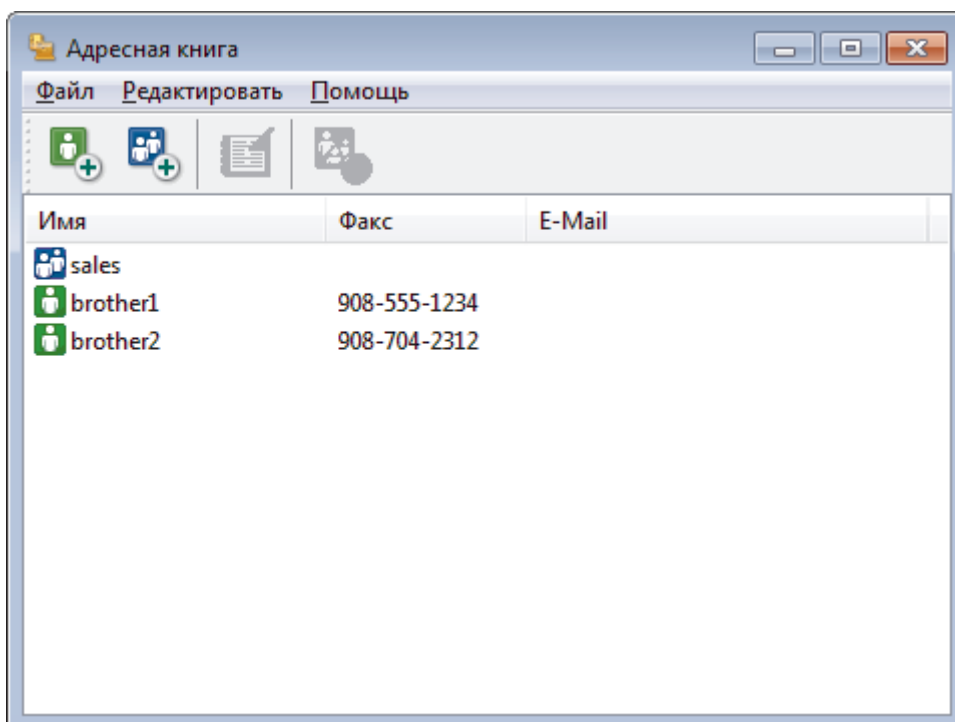 Адресная книга
Файл Редактировать Помощь
Имя Факс E-Mail
sales
brother1 908-555-1234
brother2 908-704-2312